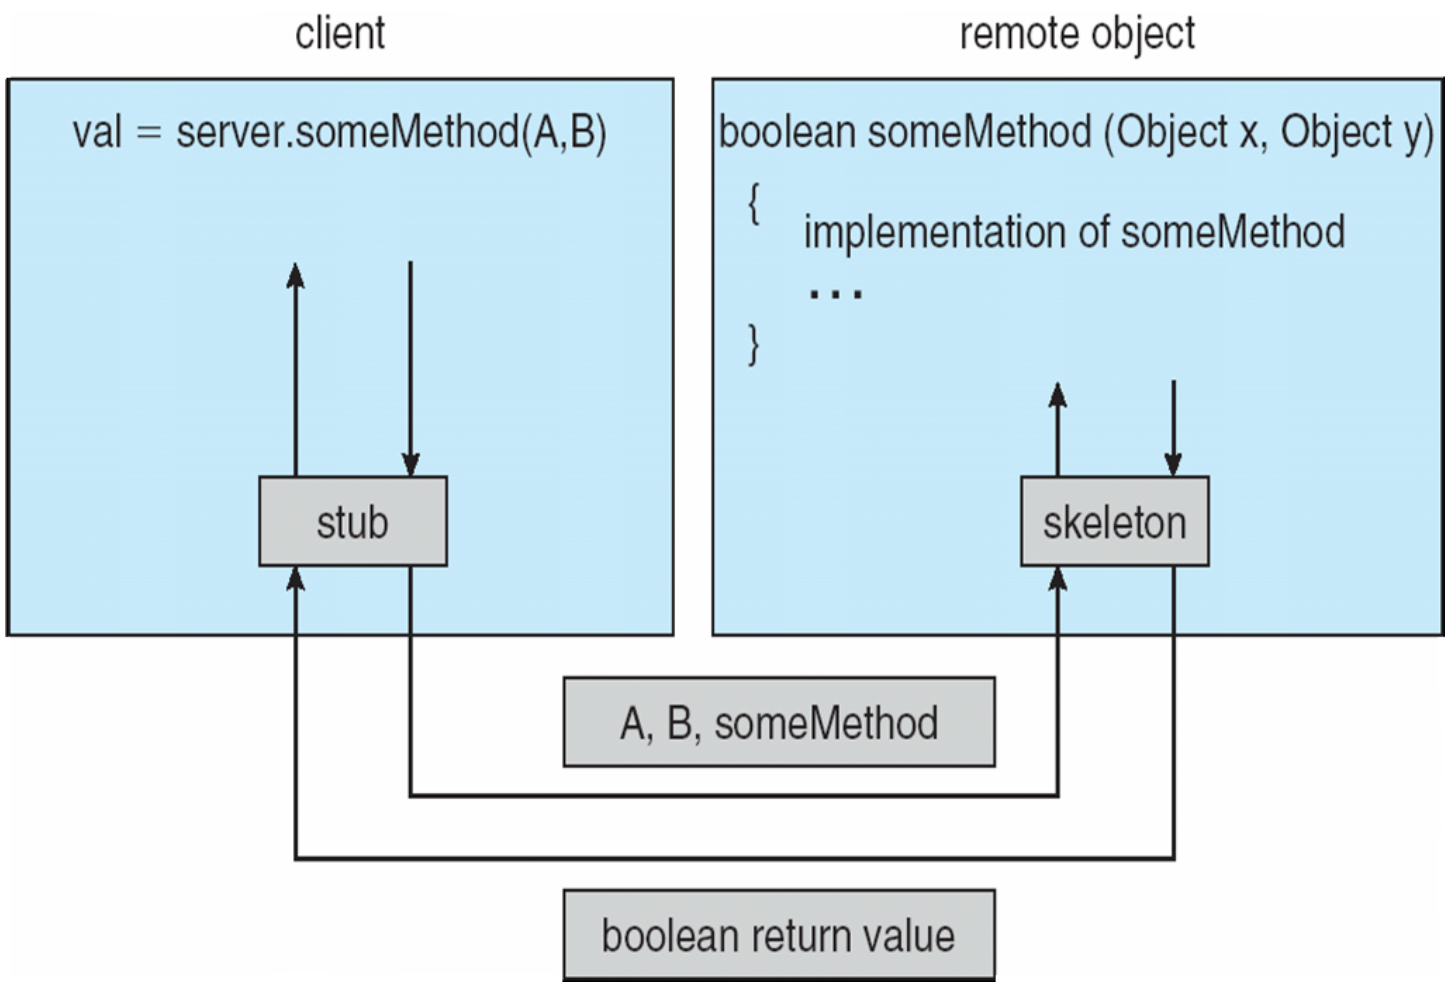 client
remote object
val = server.someMethod(A,B)
boolean someMethod (Object x, Object y)
{
implementation of someMethod
...
}
stub
skeleton
A, B, someMethod
boolean return value